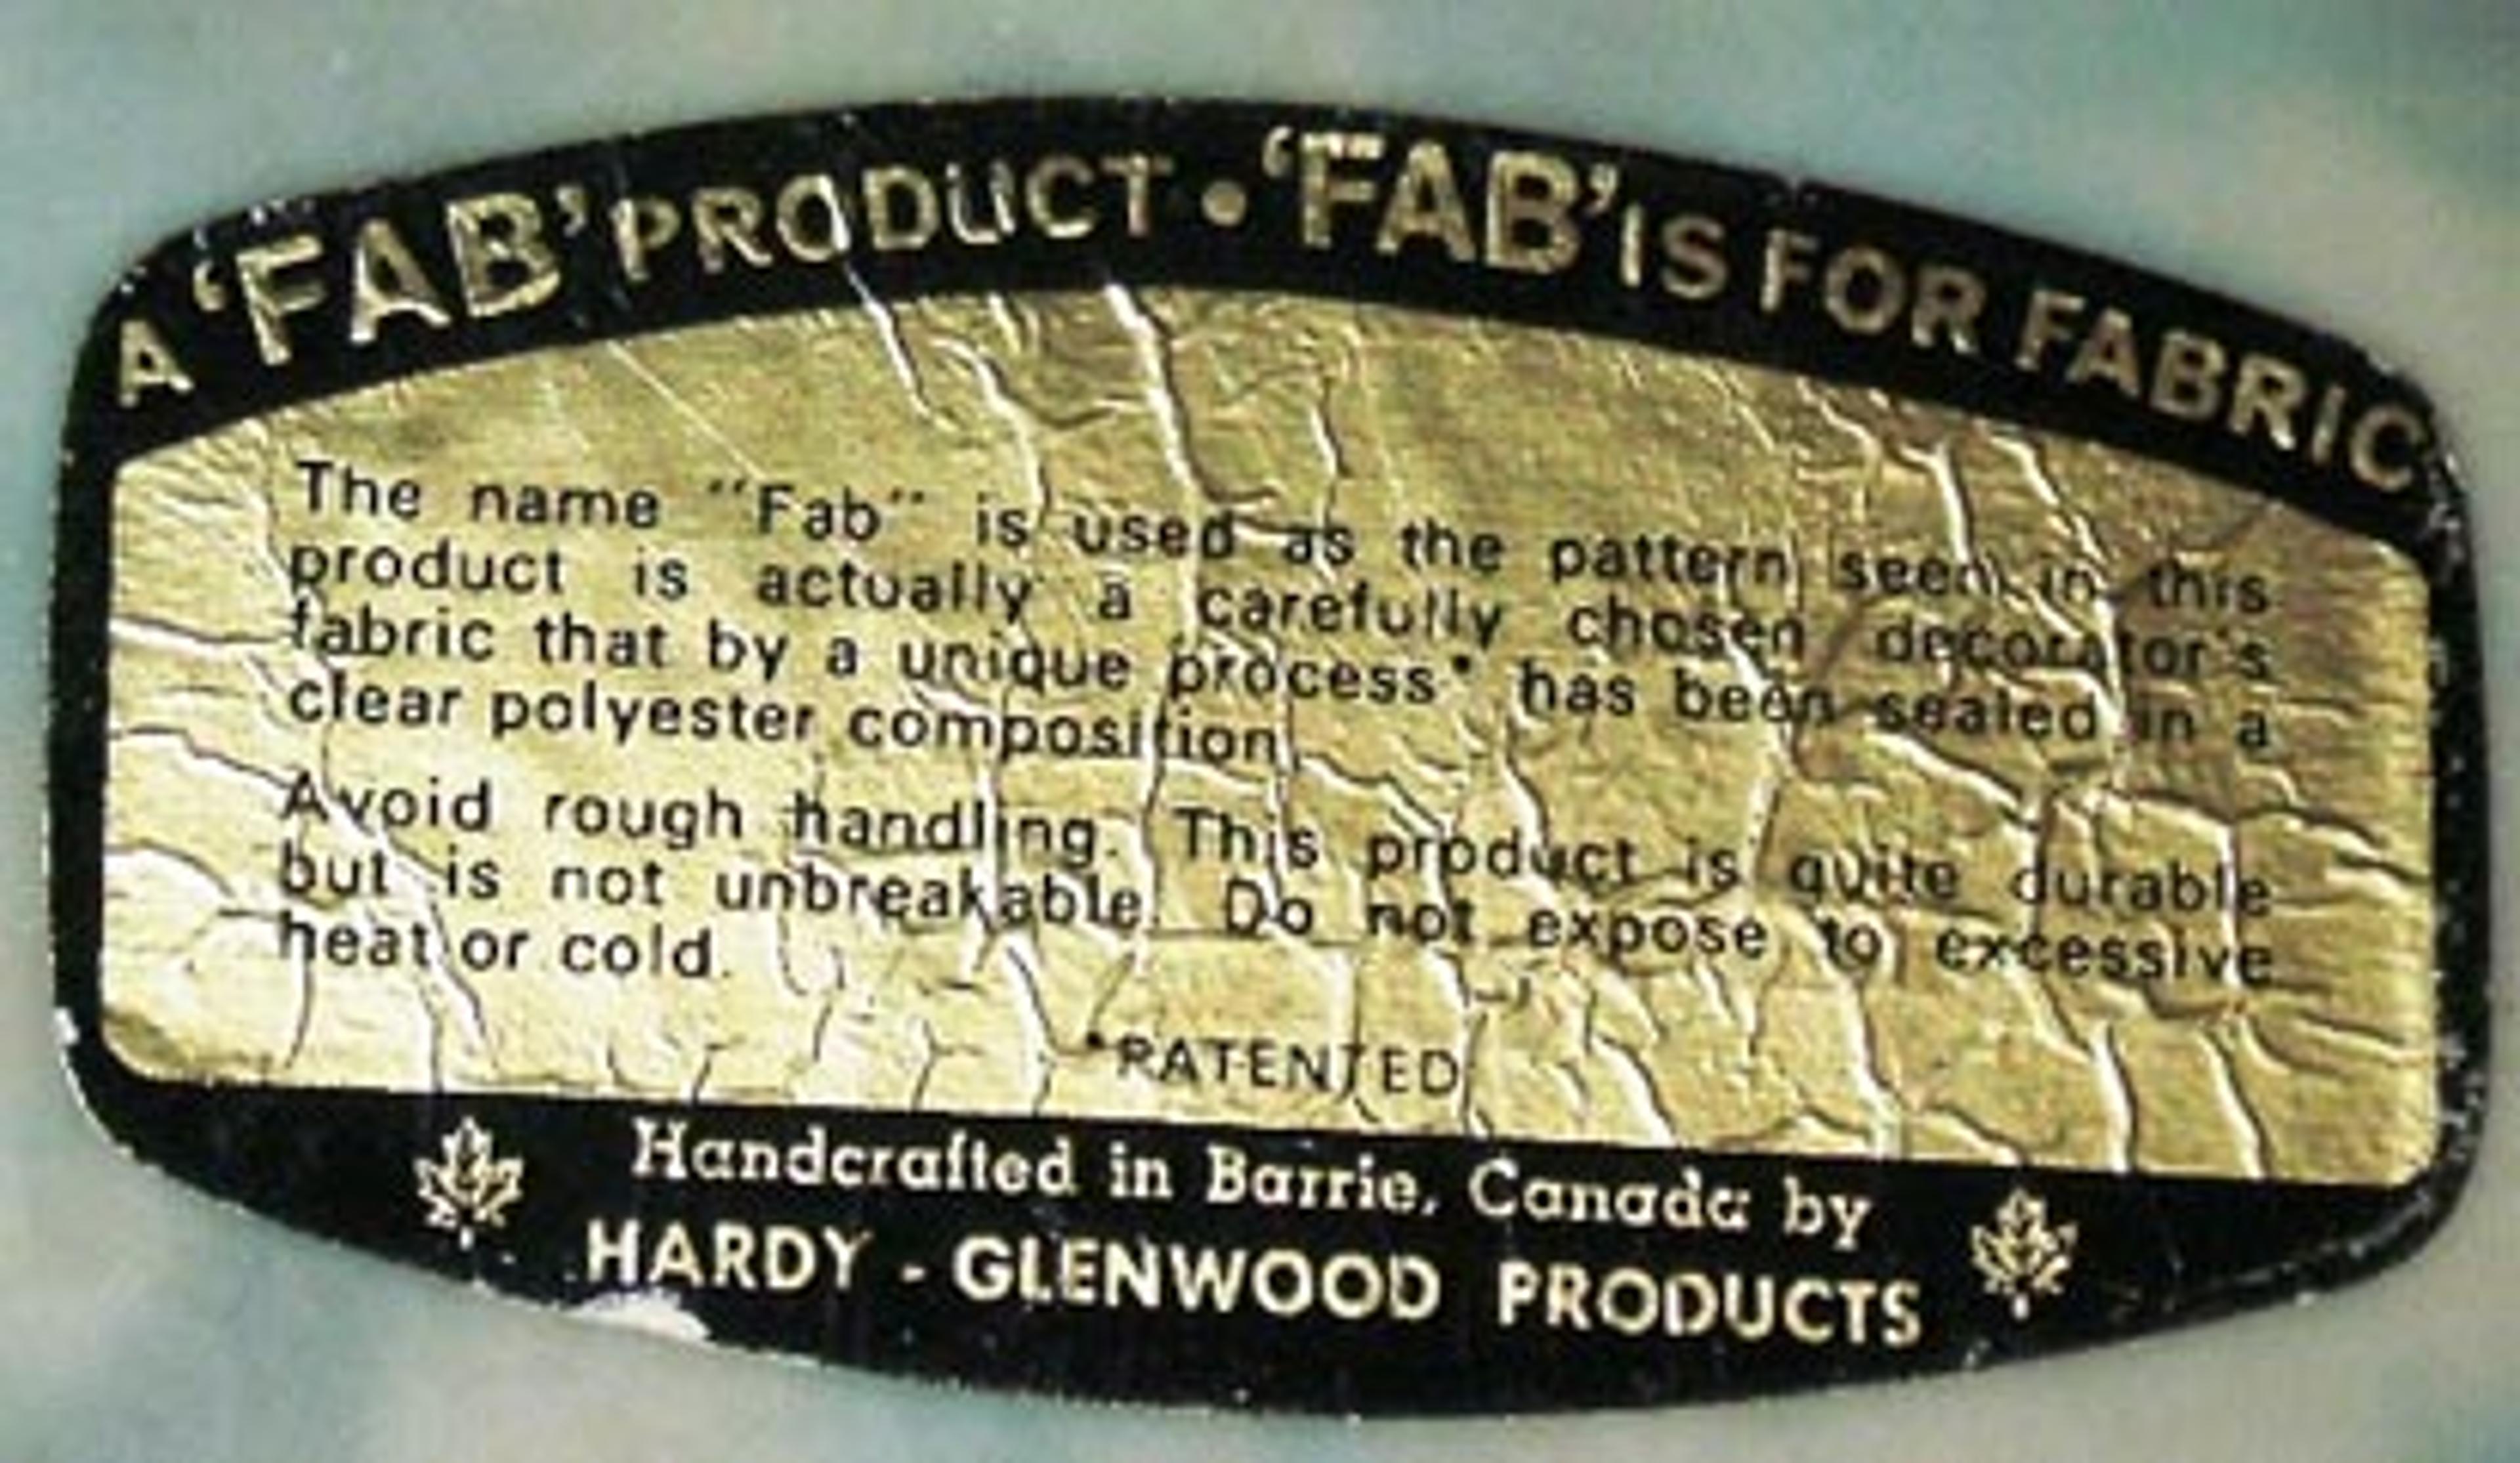 A 'FAB' PRODUCT • 'FAB' IS FOR FABRIC
The name "Fab" is used as the pattern seen in this
product is actually a carefully chosen decorator's
fabric that by a unique process* has been sealed in a
clear polyester composition.
Avoid rough handling. This product is quite durable
but is not unbreakable. Do not expose to excessive
heat or cold.
*PATENTED
Handcrafted in Barrie, Canada by
HARDY - GLENWOOD PRODUCTS